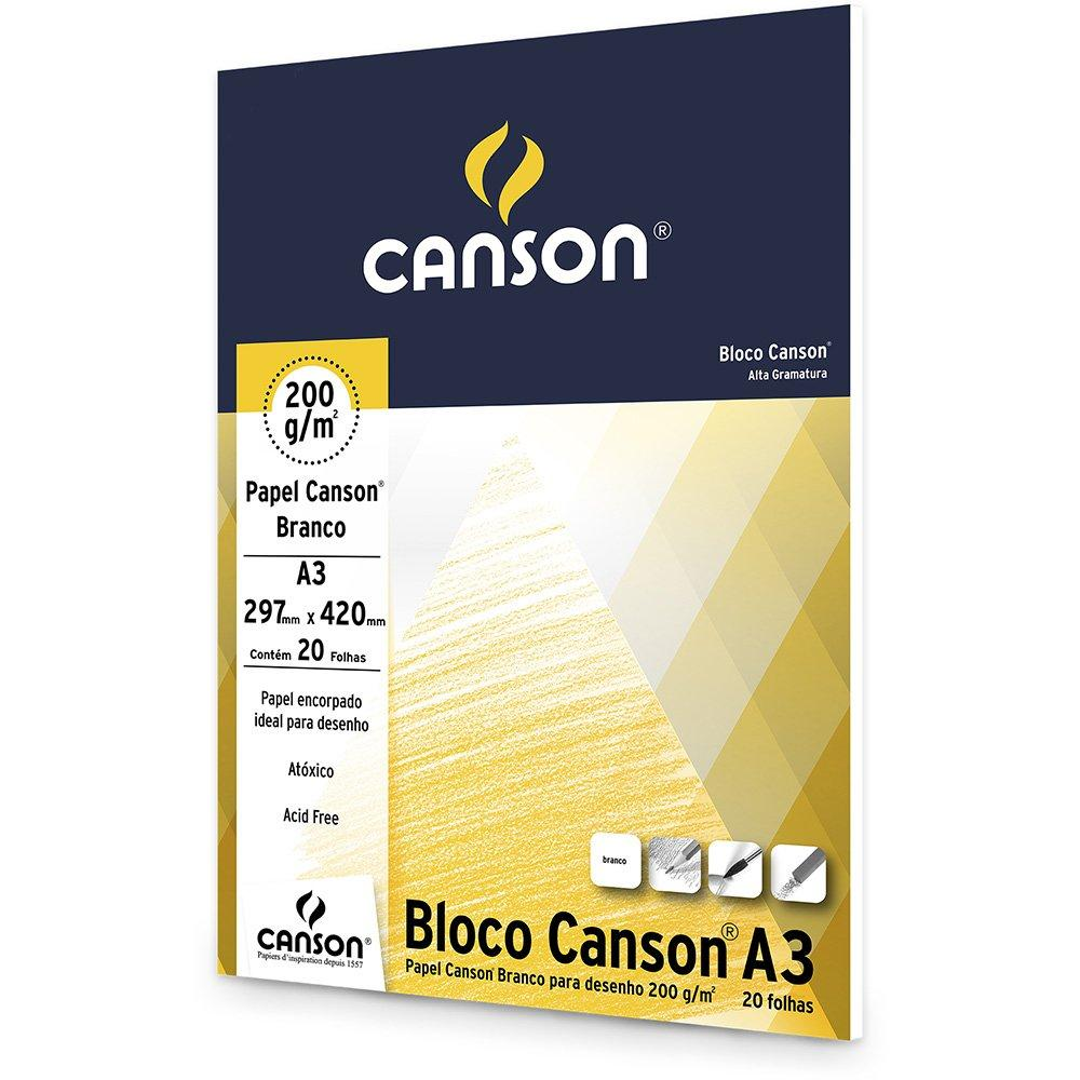 CANSON®
Bloco Canson®
Alta Gramatura
200
g/m²
Papel Canson®
Branco
A3
297mm x 420mm
Contém 20 Folhas
Papel encorpado
ideal para desenho
Atóxico
Acid Free
CANSON®
Papiers d'inspiration depuis 1557
branco
Bloco Canson® A3
Papel Canson® Branco para desenho 200 g/m²
20 folhas